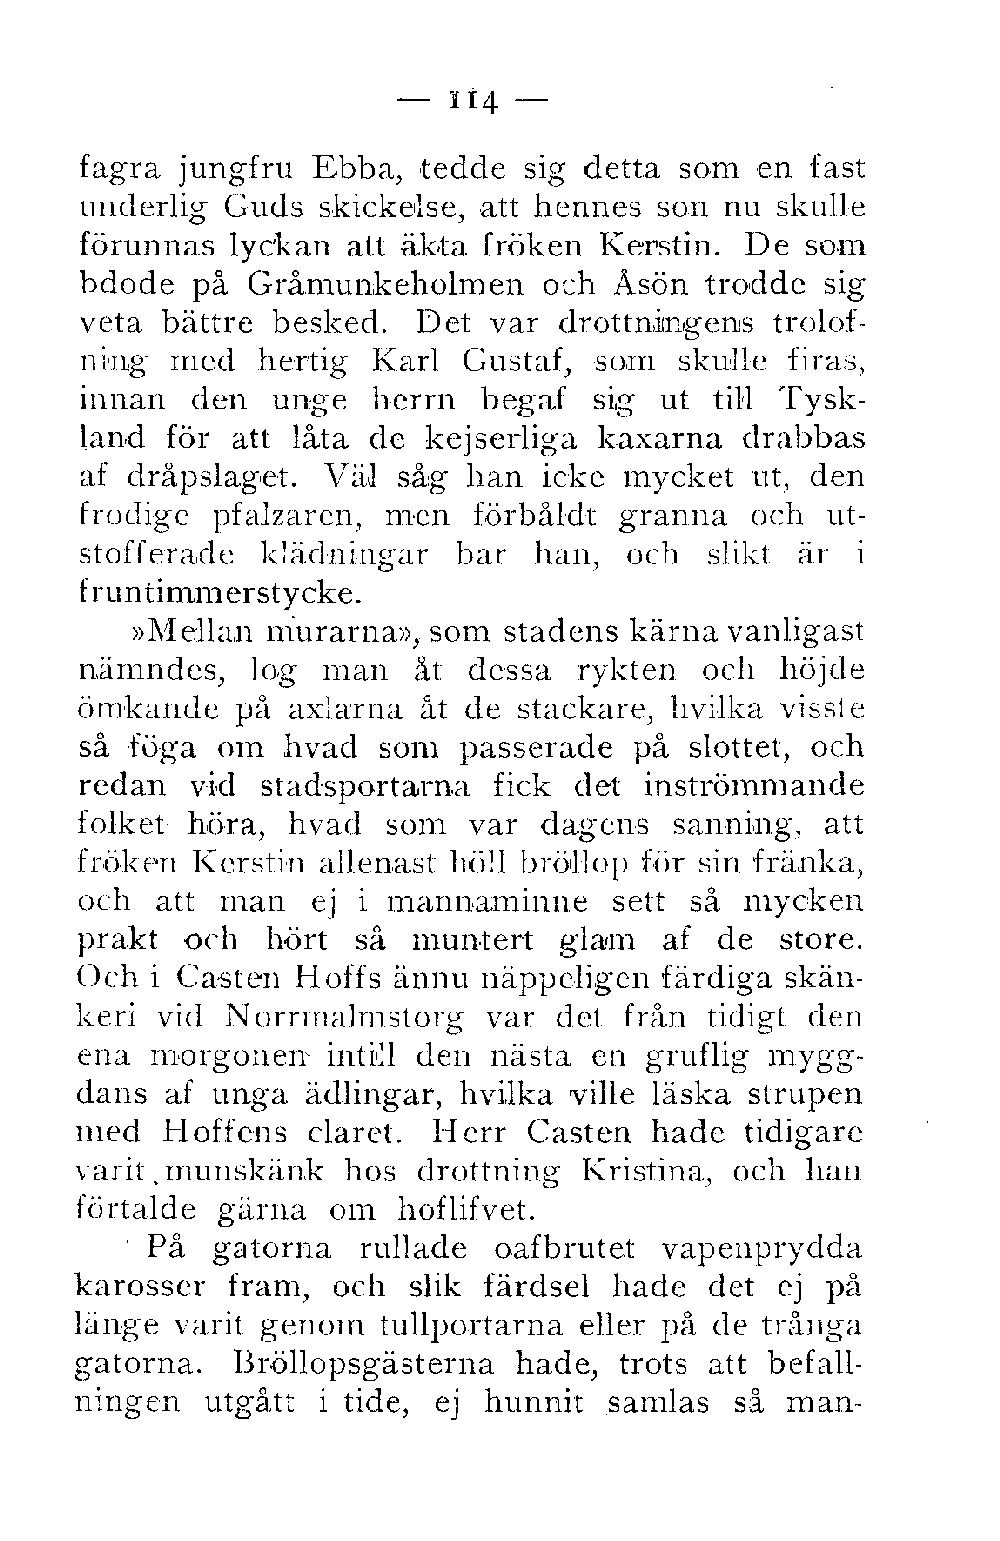 — 114 —
fagra jungfru Ebba, tedde sig detta som en fast
underlig Guds skickelse, att hennes son nu skulle
förunnas lyckan att äkta fröken Kerstin. De som
bdode på Gråmunkeholmen och Åsön trodde sig
veta bättre besked. Det var drottningens trolof-
ning med hertig Karl Gustaf, som skulle firas,
innan den unge herrn begaf sig ut till Tysk-
land för att låta de kejserliga kaxarna drabbas
af dråpslaget. Väl såg han icke mycket ut, den
frodige pfalzaren, men förbåldt granna och ut-
stofferade klädningar bar han, och slikt är i
fruntimmerstycke.
»Mellan murarna», som stadens kärna vanligast
nämndes, log man åt dessa rykten och höjde
ömkande på axlarna åt de stackare, hvilka visste
så föga om hvad som passerade på slottet, och
redan vid stadsportarna fick det inströmmande
folket höra, hvad som var dagens sanning, att
fröken Kerstin allenast höll bröllop för sin fränka,
och att man ej i mannaminne sett så mycken
prakt och hört så muntert glam af de store.
Och i Casten Hoffs ännu näppeligen färdiga skän-
keri vid Norrmalmstorg var det från tidigt den
ena morgonen intill den nästa en gruflig mygg-
dans af unga ädlingar, hvilka ville läska strupen
med Hoffens claret. Herr Casten hade tidigare
varit munskänk hos drottning Kristina, och han
förtalde gärna om hoflifvet.
På gatorna rullade oafbrutet vapenprydda
karosser fram, och slik färdsel hade det ej på
länge varit genom tullportarna eller på de trånga
gatorna. Bröllopsgästerna hade, trots att befall-
ningen utgått i tide, ej hunnit samlas så man-